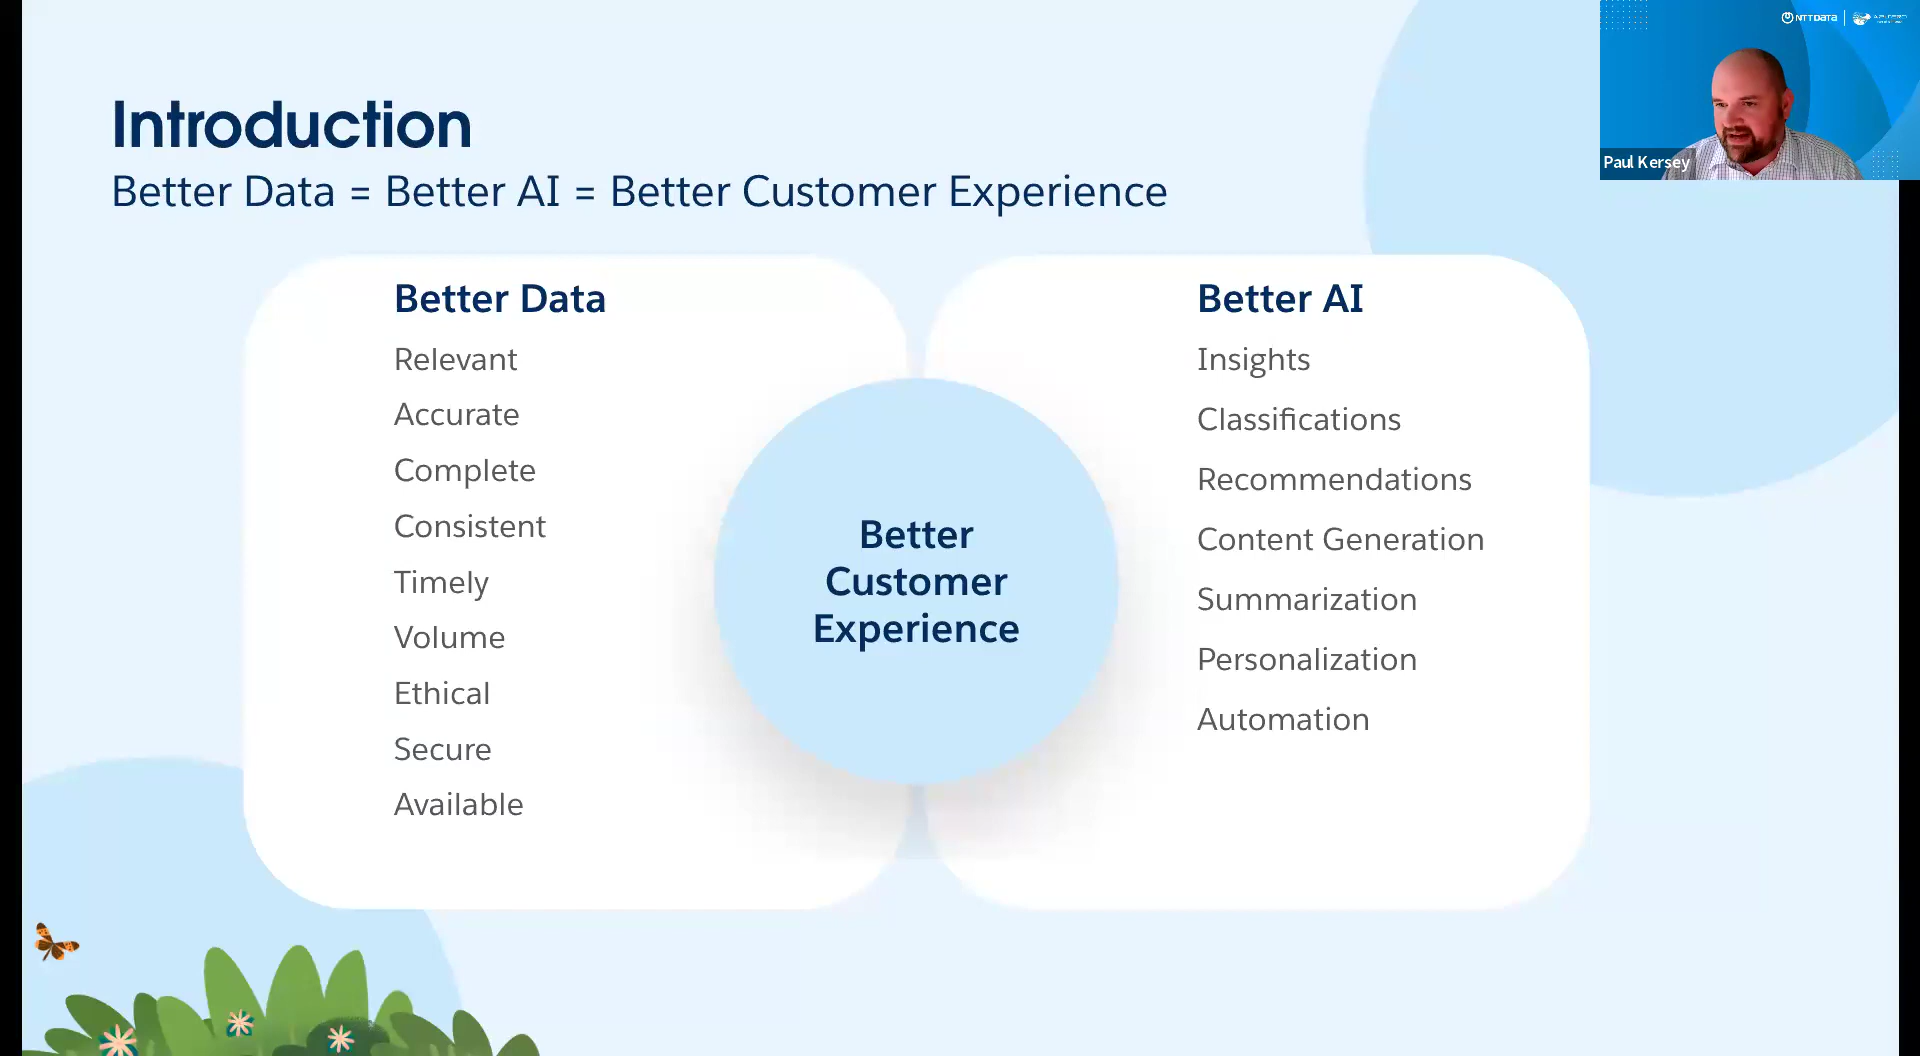 NTT DATA
Introduction
Better Data = Better AI = Better Customer Experience
Paul Kersey
Better Data
Relevant
Accurate
Complete
Consistent
Timely
Volume
Ethical
Secure
Available
Better
Customer
Experience
Better AI
Insights
Classifications
Recommendations
Content Generation
Summarization
Personalization
Automation